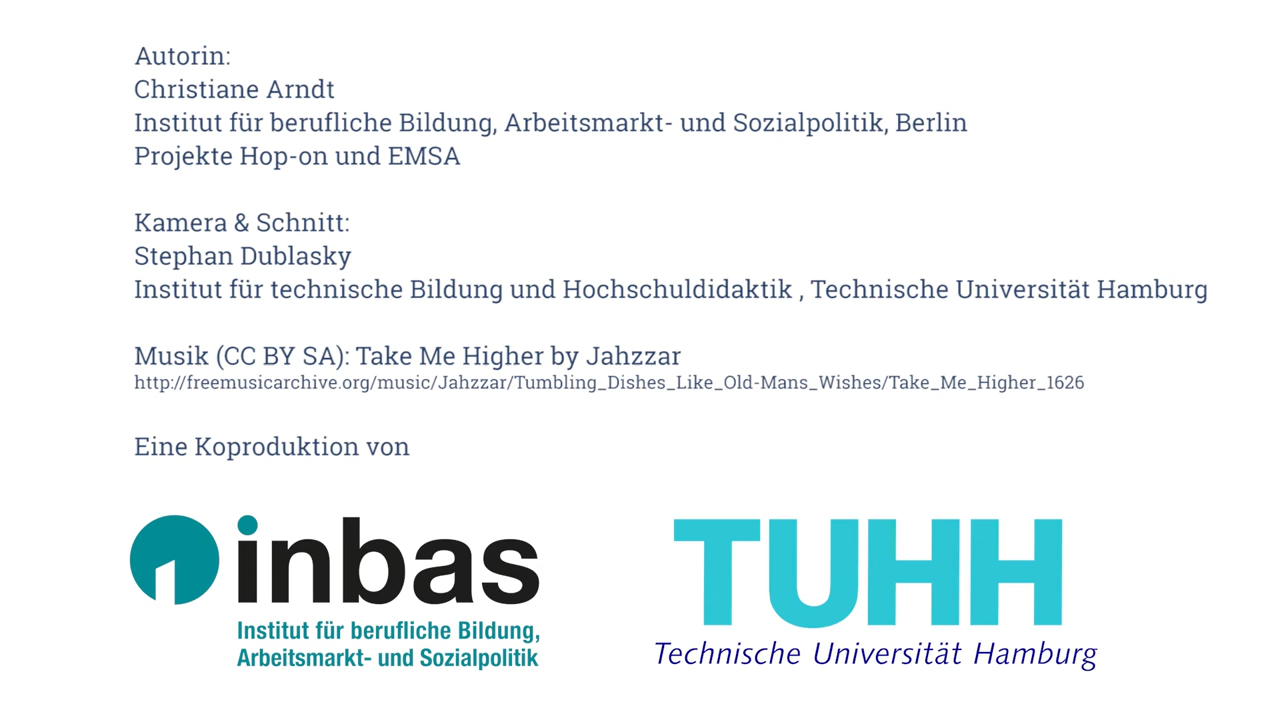 Autorin:
Christiane Arndt
Institut für berufliche Bildung, Arbeitsmarkt- und Sozialpolitik, Berlin
Projekte Hop-on und EMSA
Kamera & Schnitt:
Stephan Dublasky
Institut für technische Bildung und Hochschuldidaktik , Technische Universität Hamburg
Musik (CC BY SA): Take Me Higher by Jahzzar
http://freemusicarchive.org/music/Jahzzar/Tumbling_Dishes_Like_Old-Mans_Wishes/Take_Me_Higher_1626
Eine Koproduktion von
inbas
Institut für berufliche Bildung,
Arbeitsmarkt- und Sozialpolitik
TUHH
Technische Universität Hamburg